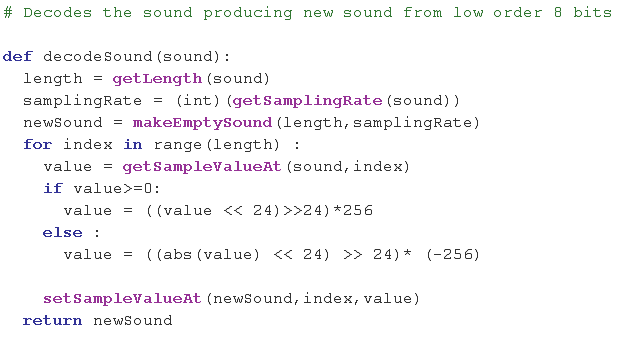 # Decodes the sound producing new sound from low order 8 bits
def decodeSound(sound):
  length = getLength(sound)
  samplingRate = (int)(getSamplingRate(sound))
  newSound = makeEmptySound(length,samplingRate)
  for index in range(length) :
    value = getSampleValueAt(sound,index)
    if value>=0:
      value = ((value << 24)>>24)*256
    else :
      value = ((abs(value) << 24) >> 24)* (-256)
    setSampleValueAt(newSound,index,value)
  return newSound